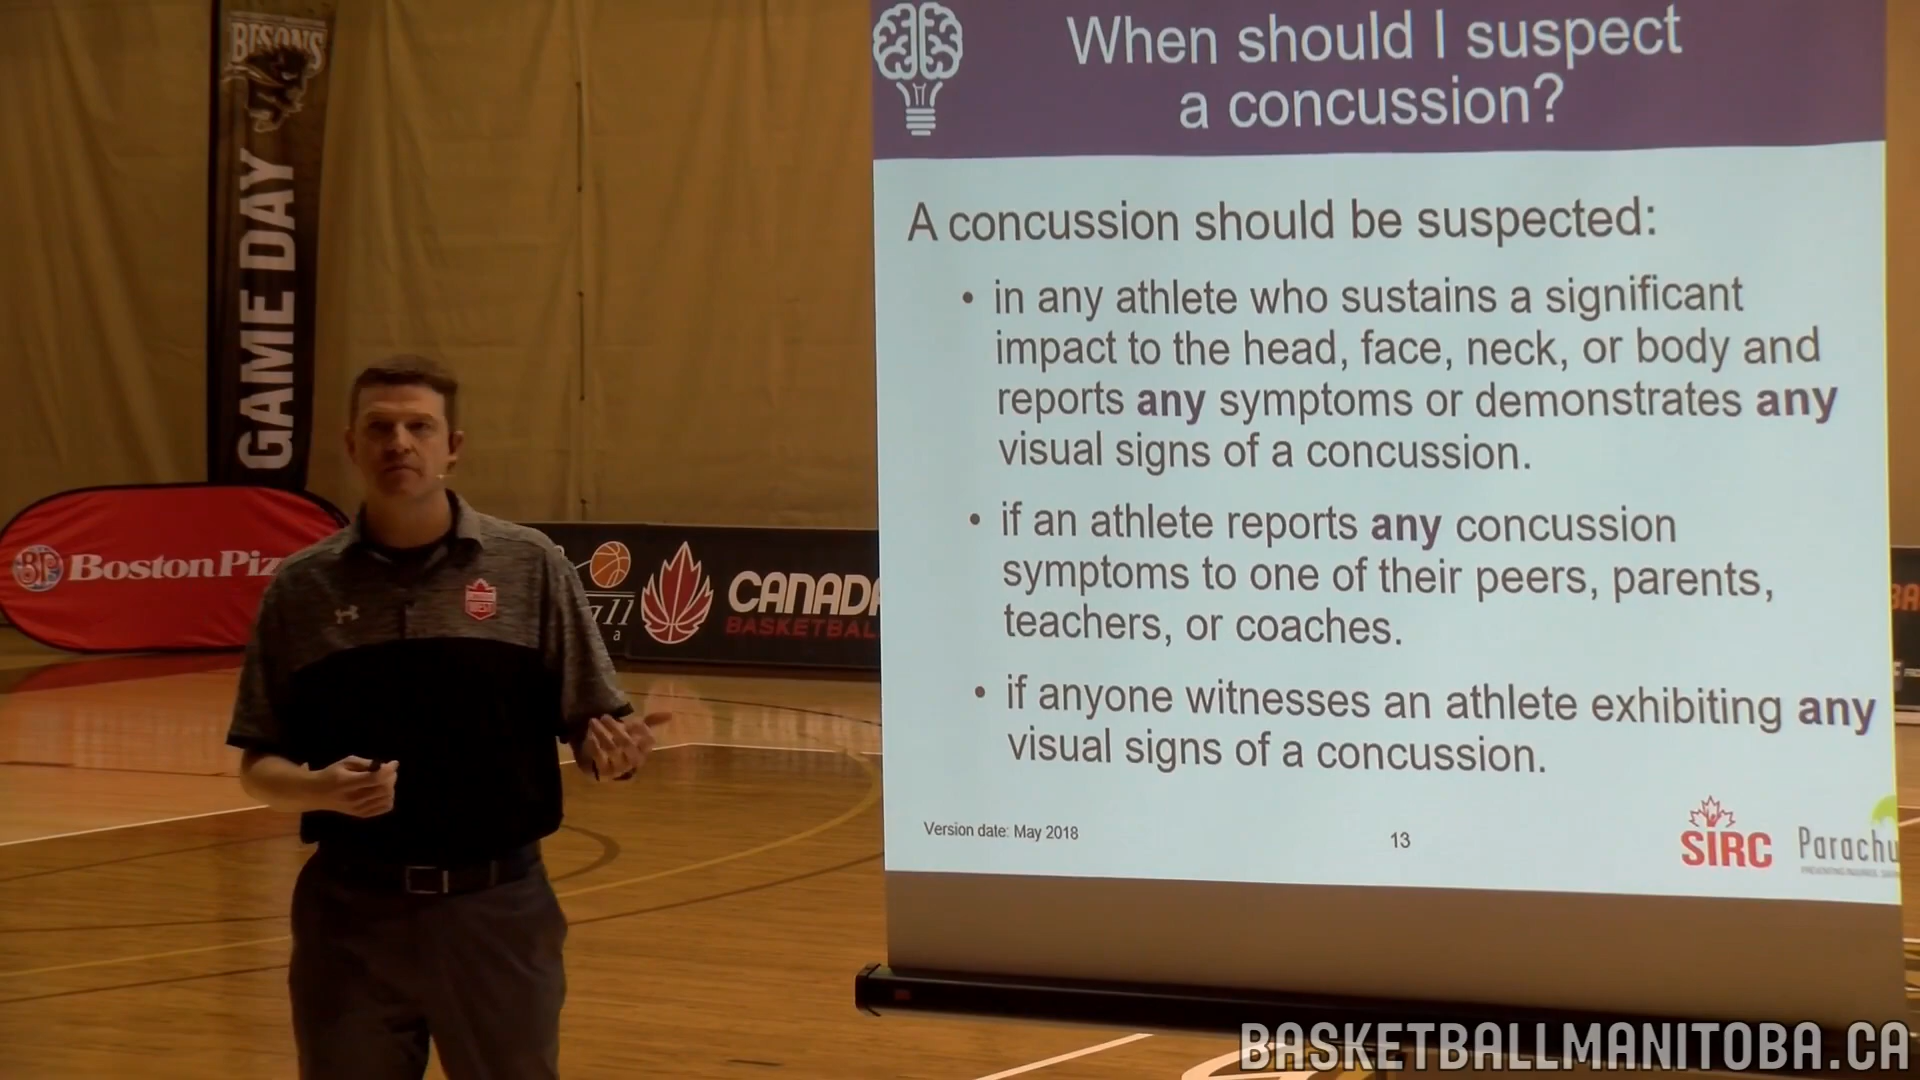 BISONS
GAME DAY
BP Boston Piz
all
a
CANADA
BASKETBAL
When should I suspect
a concussion?
A concussion should be suspected:
• in any athlete who sustains a significant
impact to the head, face, neck, or body and
reports any symptoms or demonstrates any
visual signs of a concussion.
• if an athlete reports any concussion
symptoms to one of their peers, parents,
teachers, or coaches.
• if anyone witnesses an athlete exhibiting any
visual signs of a concussion.
Version date: May 2018
13
SIRC
Parachu
BASKETBALLMANITOBA.CA